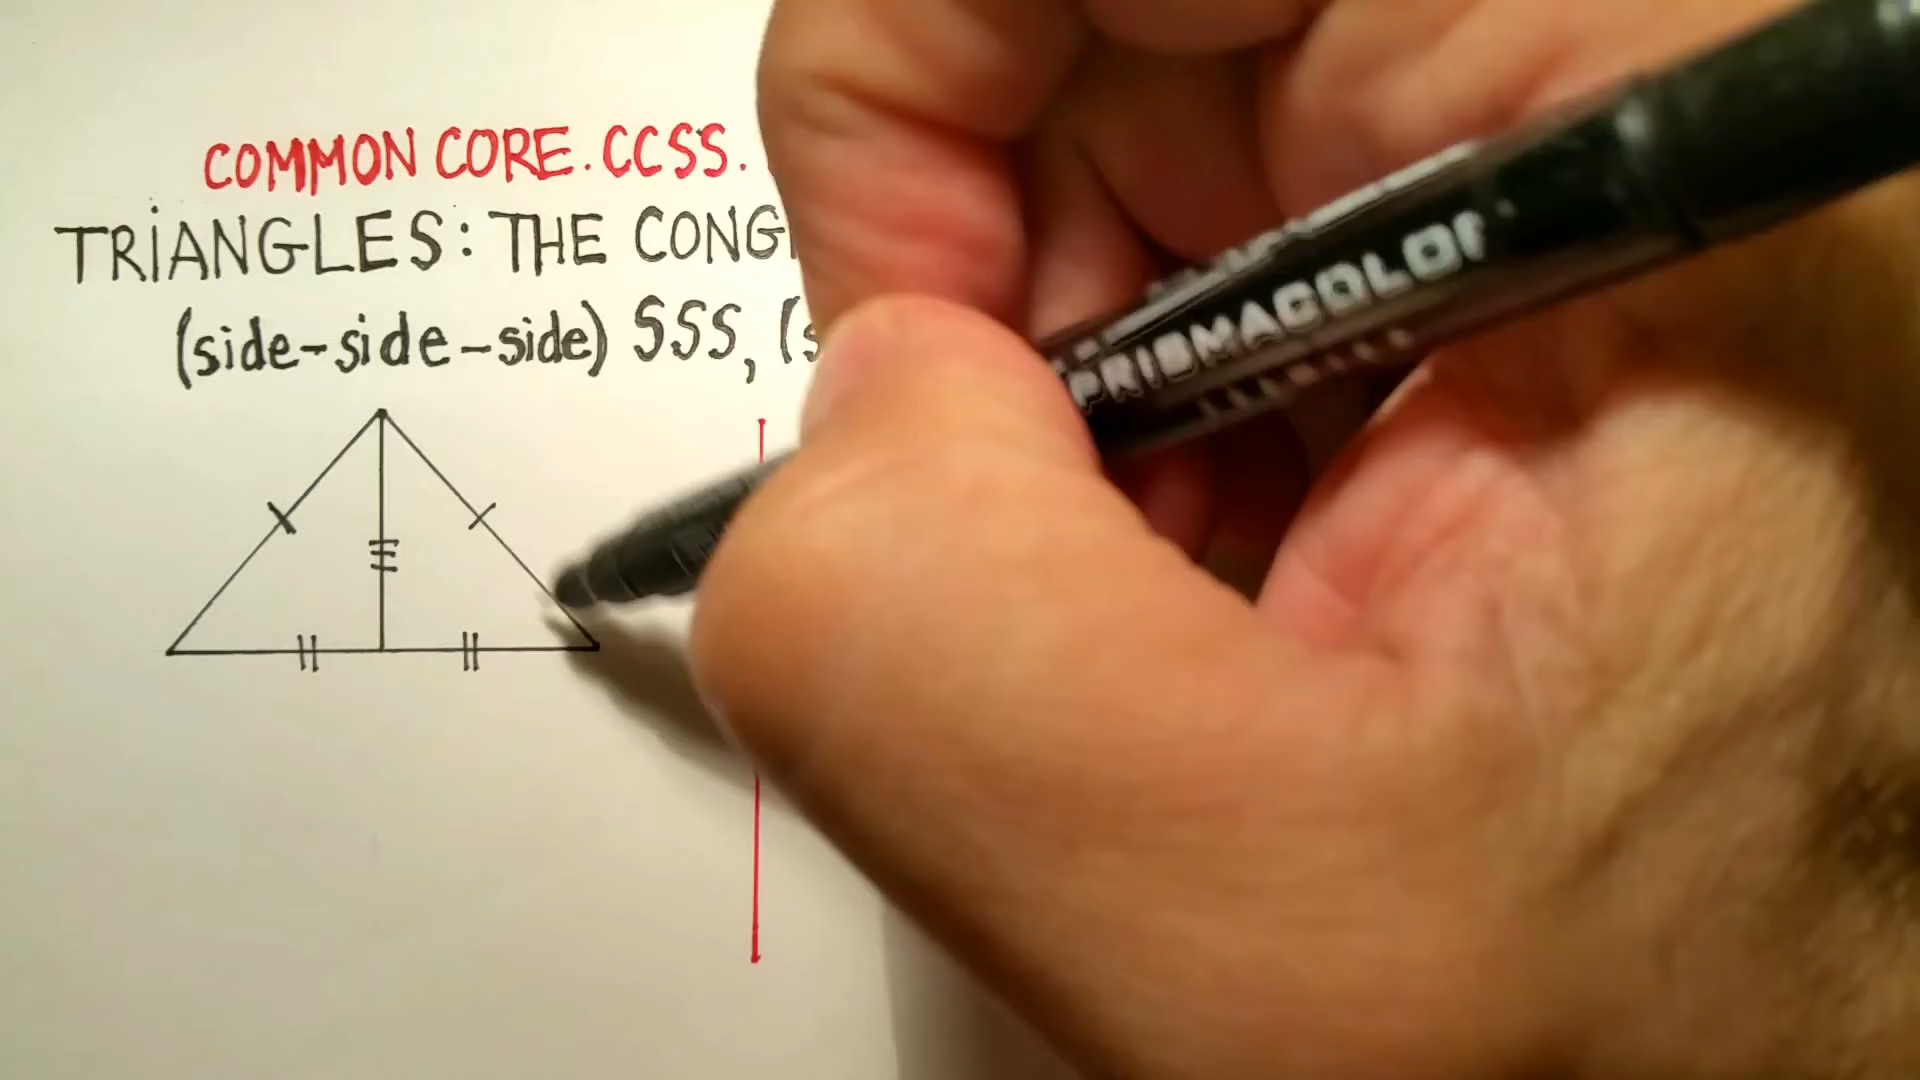 COMMON CORE. CCSS.
TRIANGLES: THE CONG
(side-side-side) SSS, (s
PRISMACOLOR